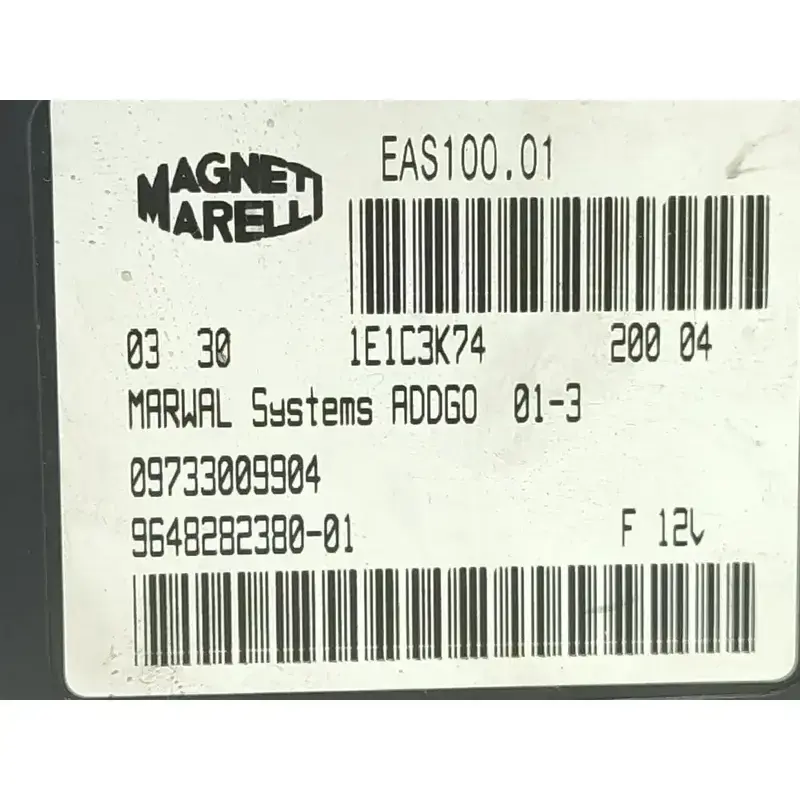 MAGNETI
MARELLI
EAS100.01
03 30 1E1C3K74 200 04
MARWAL Systems ADDGO 01-3
09733009904
9648282380-01 F 12V